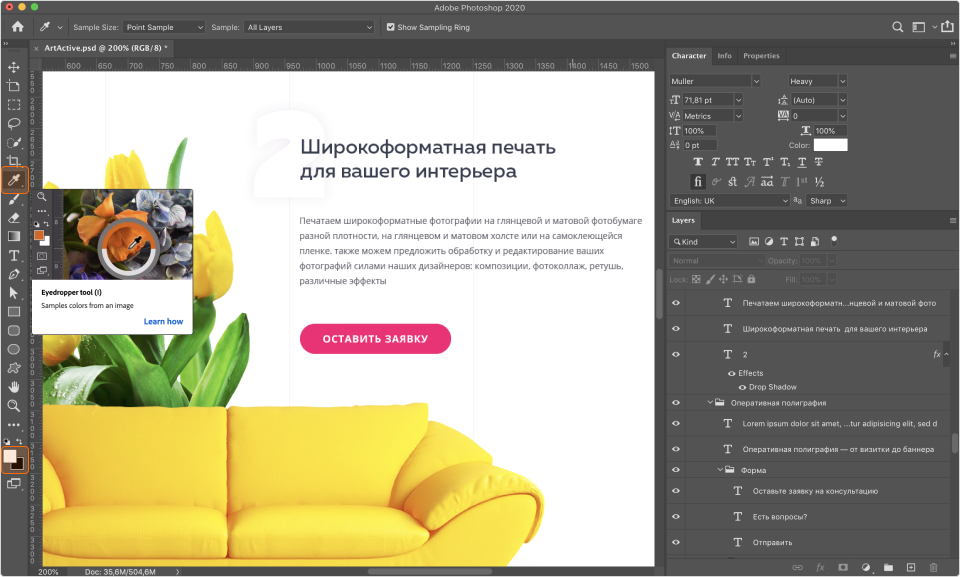 Adobe Photoshop 2020
Sample Size: Point Sample Sample: All Layers Show Sampling Ring
× ArtActive.psd @ 200% (RGB/8) *
600 650 700 750 800 850 900 950 1000 1050 1100 1150 1200 1250 1300 1350 1400 1450 1500
2
Широкоформатная печать
для вашего интерьера
Печатаем широкоформатные фотографии на глянцевой и матовой фотобумаге
разной плотности, на глянцевом и матовом холсте или на самоклеющейся
пленке. также можем предложить обработку и редактирование ваших
фотографий силами наших дизайнеров: композиции, фотоколлаж, ретушь,
различные эффекты
ОСТАВИТЬ ЗАЯВКУ
Eyedropper tool (I)
Samples colors from an image
Learn how
200% Doc: 35,6M/504,6M
Character Info Properties
Muller Heavy
71,81 pt (Auto)
Metrics 0
100% 100%
0 pt Color:
English: UK Sharp
Layers
Kind
Normal Opacity: 100%
Lock: Fill: 100%
Печатаем широкоформатн...нцевой и матовой фото
Широкоформатная печать для вашего интерьера
2 fx
Effects
Drop Shadow
Оперативная полиграфия
Lorem ipsum dolor sit amet, ...tur adipisicing elit, sed d
Оперативная полиграфия — от визитки до баннера
Форма
Оставьте заявку на консультацию
Есть вопросы?
Отправить